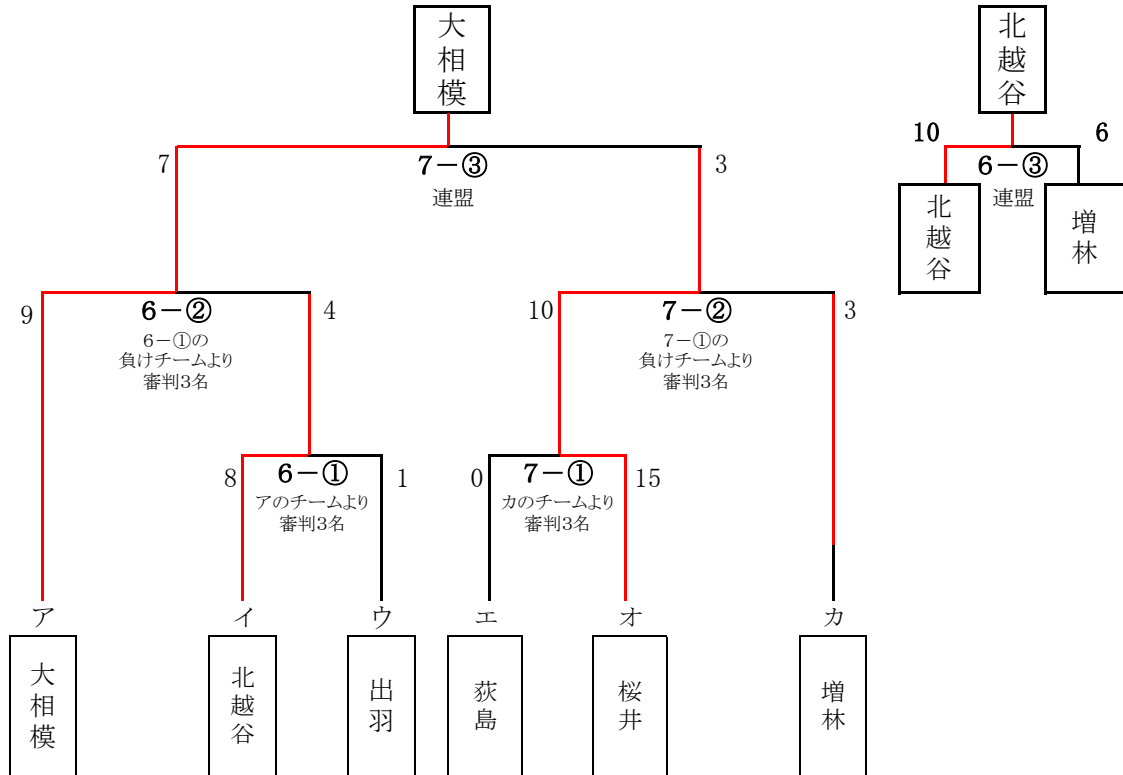 大相模
北越谷
7
7－③
3
連盟
10
6
6－③
連盟
北越谷
増林
9
6－②
4
6－①の
負けチームより
審判3名
10
7－②
3
7－①の
負けチームより
審判3名
8
6－①
1
アのチームより
審判3名
0
7－①
15
カのチームより
審判3名
ア
イ
ウ
エ
オ
カ
大相模
北越谷
出羽
荻島
桜井
増林